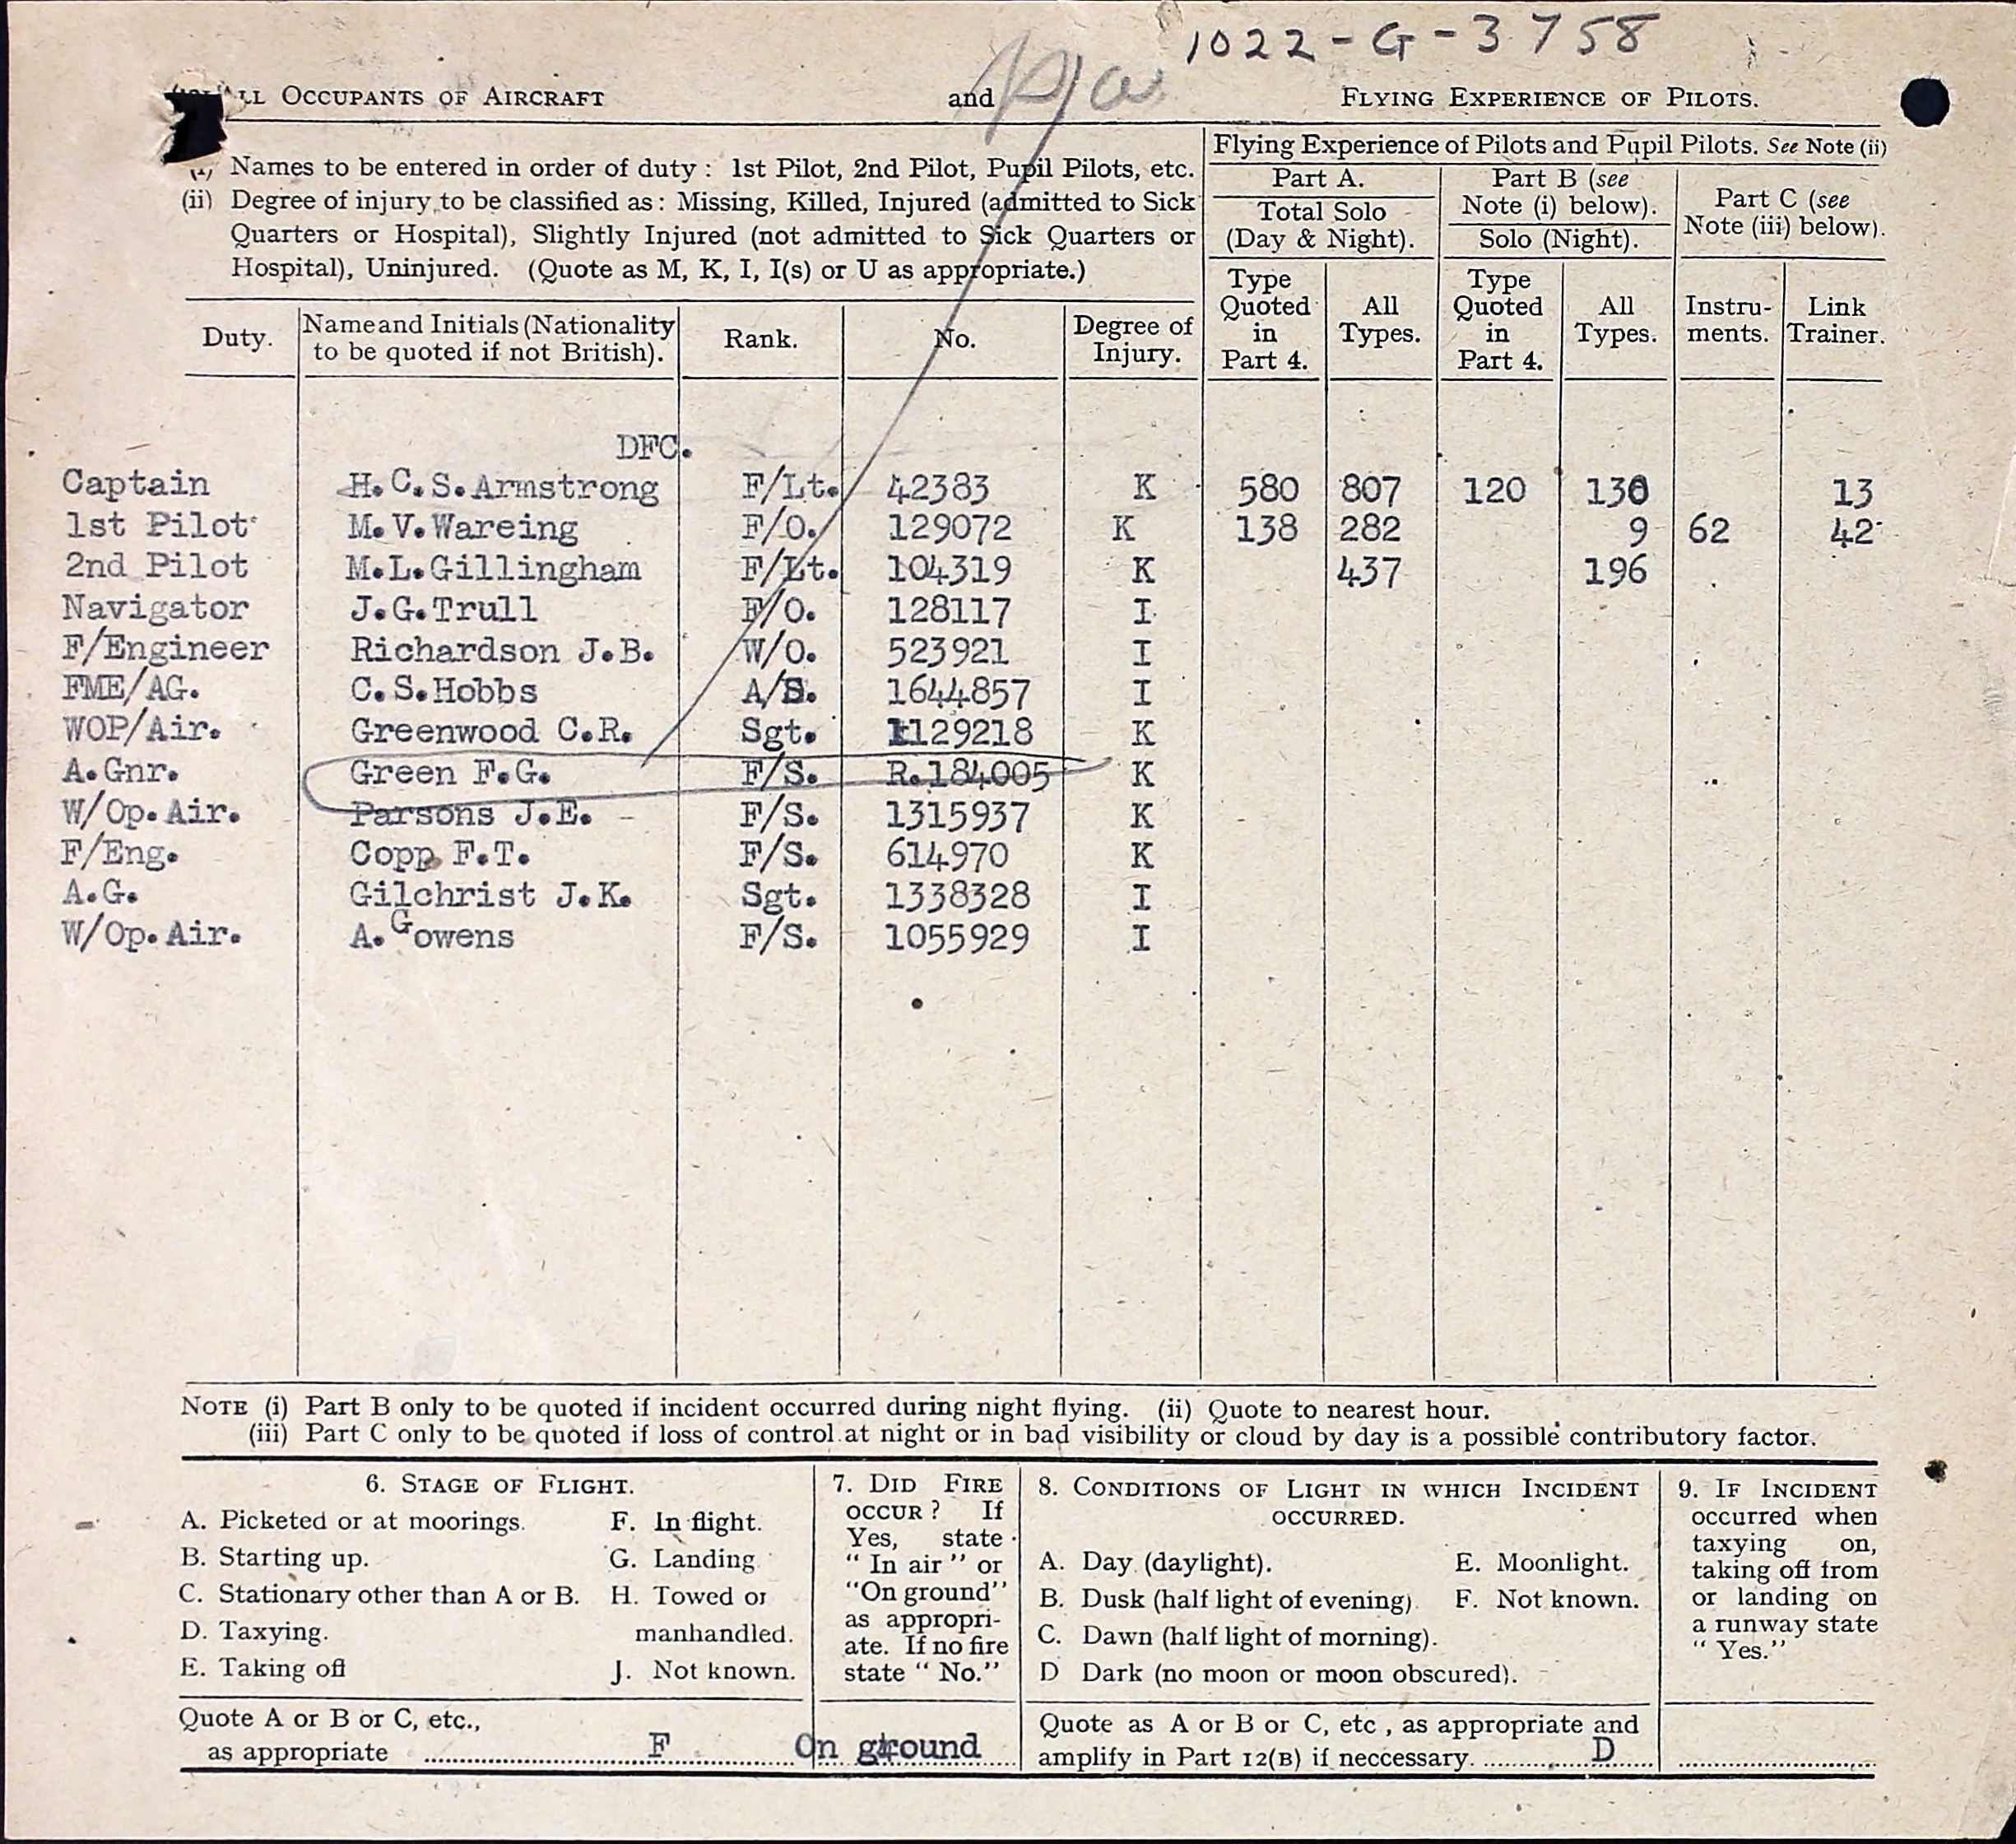 1022-G-3758
ALL OCCUPANTS OF AIRCRAFT and FLYING EXPERIENCE OF PILOTS.
Names to be entered in order of duty : 1st Pilot, 2nd Pilot, Pupil Pilots, etc.
(ii) Degree of injury to be classified as : Missing, Killed, Injured (admitted to Sick
Quarters or Hospital), Slightly Injured (not admitted to Sick Quarters or
Hospital), Uninjured. (Quote as M, K, I, I(s) or U as appropriate.)
Flying Experience of Pilots and Pupil Pilots. See Note (ii)
Part A.
Total Solo
(Day & Night).
Part B (see
Note (i) below).
Solo (Night).
Part C (see
Note (iii) below).
Duty.
Name and Initials (Nationality
to be quoted if not British).
Rank.
No.
Degree of
Injury.
Type
Quoted
in
Part 4.
All
Types.
Type
Quoted
in
Part 4.
All
Types.
Instru-
ments.
Link
Trainer.
DFC.
Captain H.C.S.Armstrong F/Lt. 42383 K 580 807 120 130 13
1st Pilot M.V.Wareing F/O. 129072 K 138 282 9 62 42
2nd Pilot M.L.Gillingham F/Lt. 104319 K 437 196
Navigator J.G.Trull F/O. 128117 I
F/Engineer Richardson J.B. W/O. 523921 I
FME/AG. C.S.Hobbs A/S. 1644857 I
WOP/Air. Greenwood C.R. Sgt. 1129218 K
A.Gnr. Green F.G. F/S. R.184005 K
W/Op.Air. Parsons J.E. F/S. 1315937 K
F/Eng. Copp F.T. F/S. 614970 K
A.G. Gilchrist J.K. Sgt. 1338328 I
W/Op.Air. A.Gowens F/S. 1055929 I
NOTE (i) Part B only to be quoted if incident occurred during night flying. (ii) Quote to nearest hour.
(iii) Part C only to be quoted if loss of control at night or in bad visibility or cloud by day is a possible contributory factor.
6. STAGE OF FLIGHT.
A. Picketed or at moorings. F. In flight.
B. Starting up. G. Landing
C. Stationary other than A or B. H. Towed or
D. Taxying. manhandled.
E. Taking off J. Not known.
Quote A or B or C, etc.,
as appropriate F
7. DID FIRE
OCCUR ? If
Yes, state
" In air " or
"On ground"
as appropri-
ate. If no fire
state " No."
On ground
8. CONDITIONS OF LIGHT IN WHICH INCIDENT
OCCURRED.
A. Day (daylight). E. Moonlight.
B. Dusk (half light of evening) F. Not known.
C. Dawn (half light of morning).
D Dark (no moon or moon obscured).
Quote as A or B or C, etc , as appropriate and
amplify in Part 12(B) if neccessary. D
9. IF INCIDENT
occurred when
taxying on,
taking off from
or landing on
a runway state
" Yes."